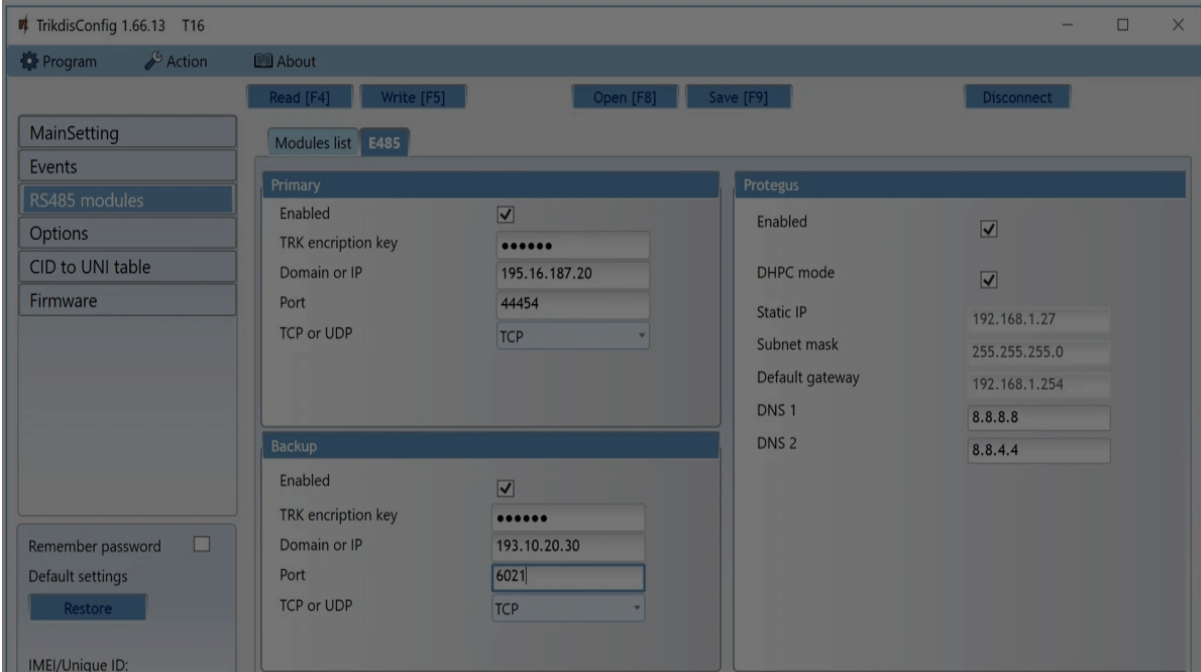 TrikdisConfig 1.66.13 T16
Program Action About
Read [F4] Write [F5] Open [F8] Save [F9] Disconnect
MainSetting
Events
RS485 modules
Options
CID to UNI table
Firmware
Remember password
Default settings
Restore
IMEI/Unique ID:
Modules list E485
Primary
Enabled
TRK encription key ••••••
Domain or IP 195.16.187.20
Port 44454
TCP or UDP TCP
Backup
Enabled
TRK encription key ••••••
Domain or IP 193.10.20.30
Port 6021
TCP or UDP TCP
Protegus
Enabled
DHPC mode
Static IP 192.168.1.27
Subnet mask 255.255.255.0
Default gateway 192.168.1.254
DNS 1 8.8.8.8
DNS 2 8.8.4.4